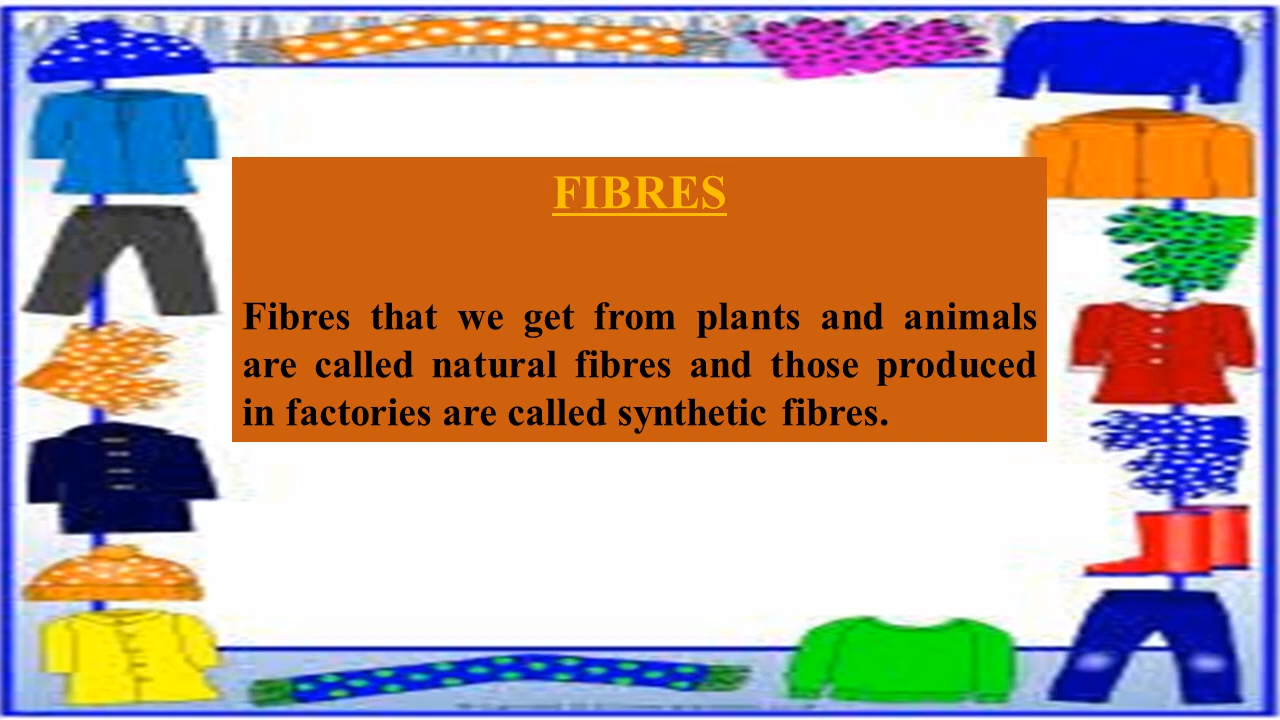 FIBRES
Fibres that we get from plants and animals
are called natural fibres and those produced
in factories are called synthetic fibres.